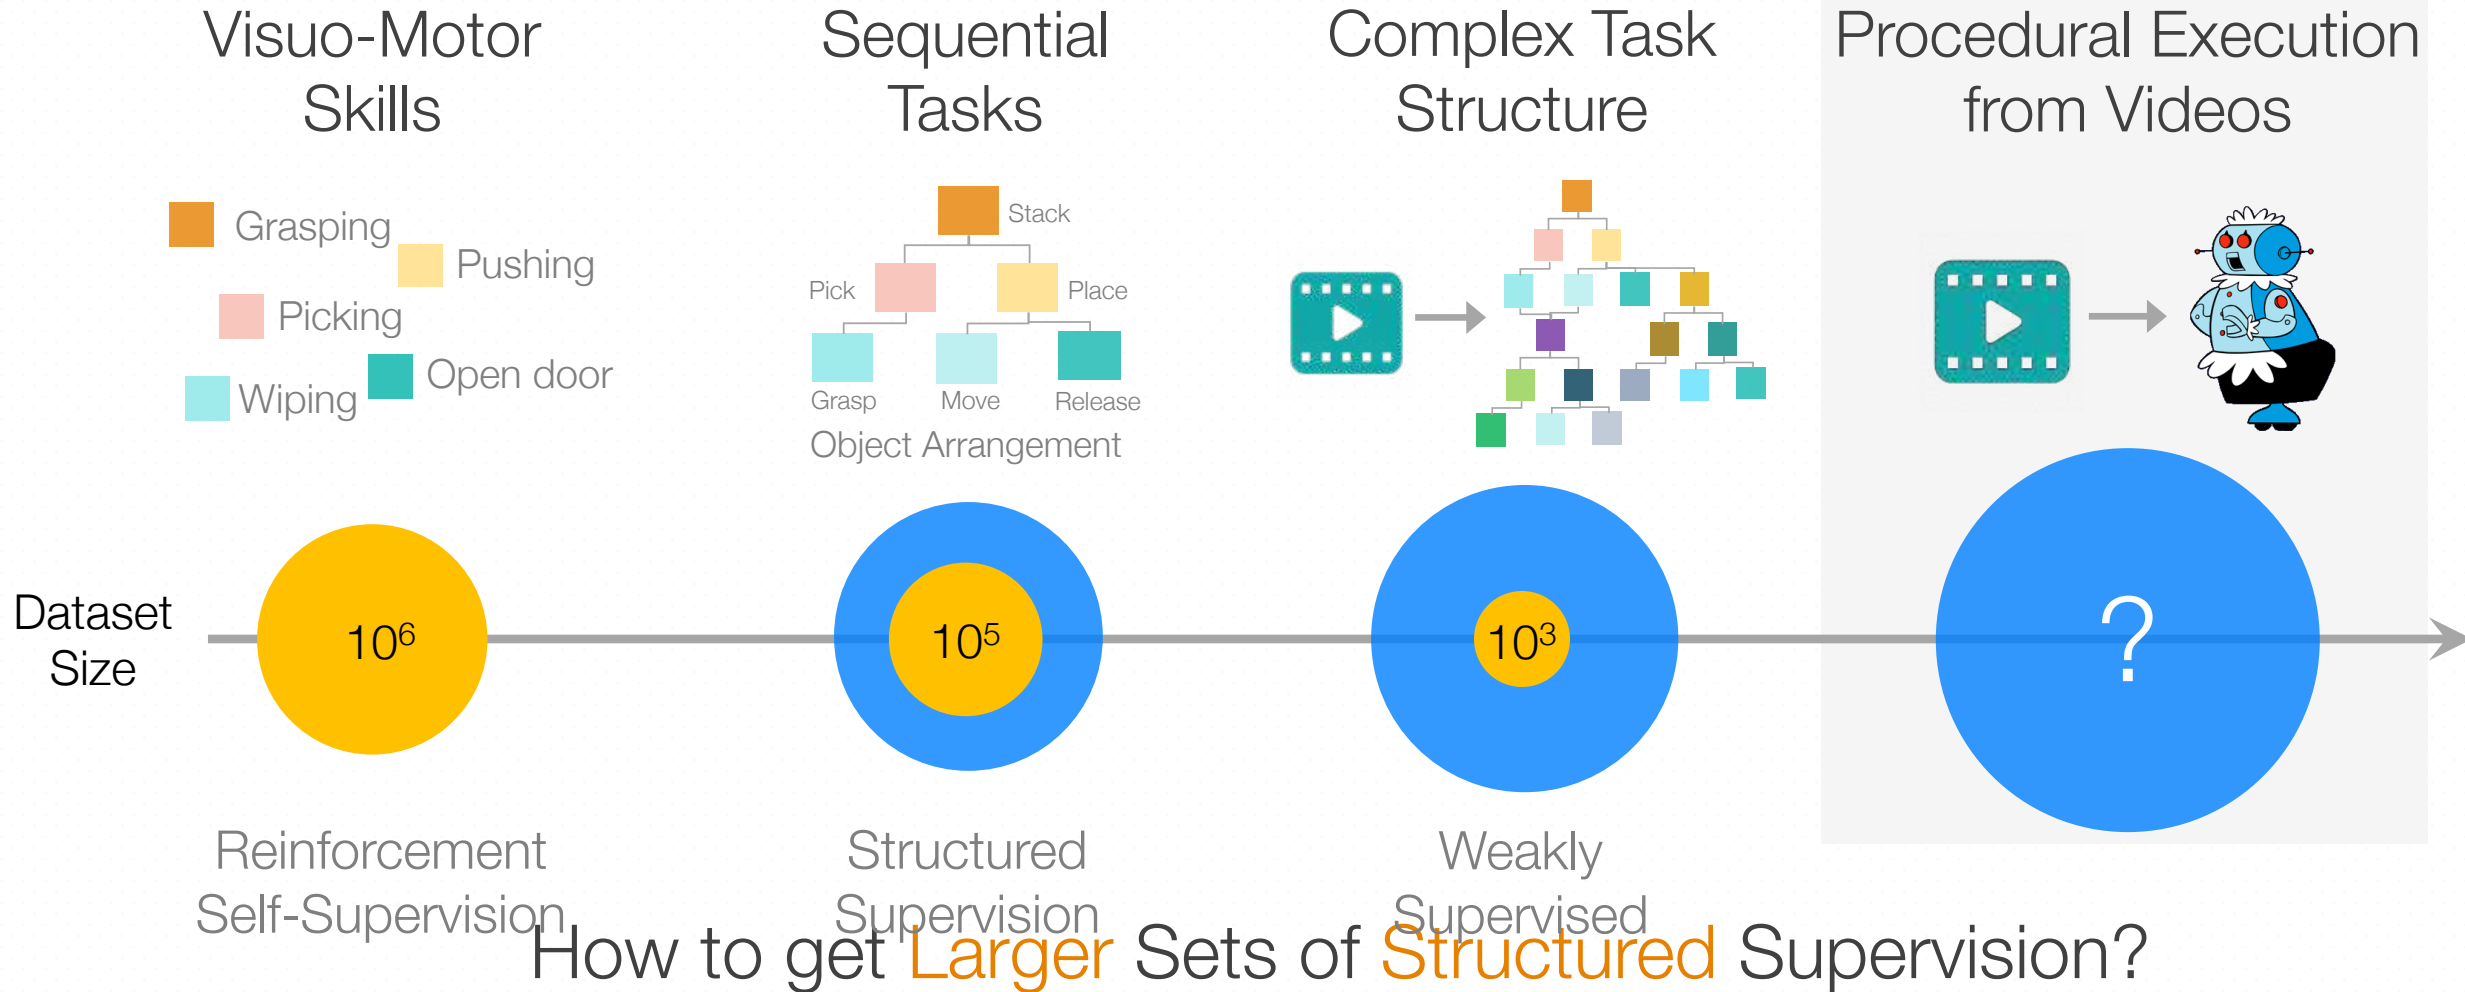 Visuo-Motor
Skills
Sequential
Tasks
Complex Task
Structure
Procedural Execution
from Videos
Grasping
Pushing
Picking
Open door
Wiping
Stack
Pick
Place
Grasp
Move
Release
Object Arrangement
Dataset
Size
10⁶
10⁵
10³
?
Reinforcement
Self-Supervision
Structured
Supervision
Weakly
Supervised
How to get Larger Sets of Structured Supervision?